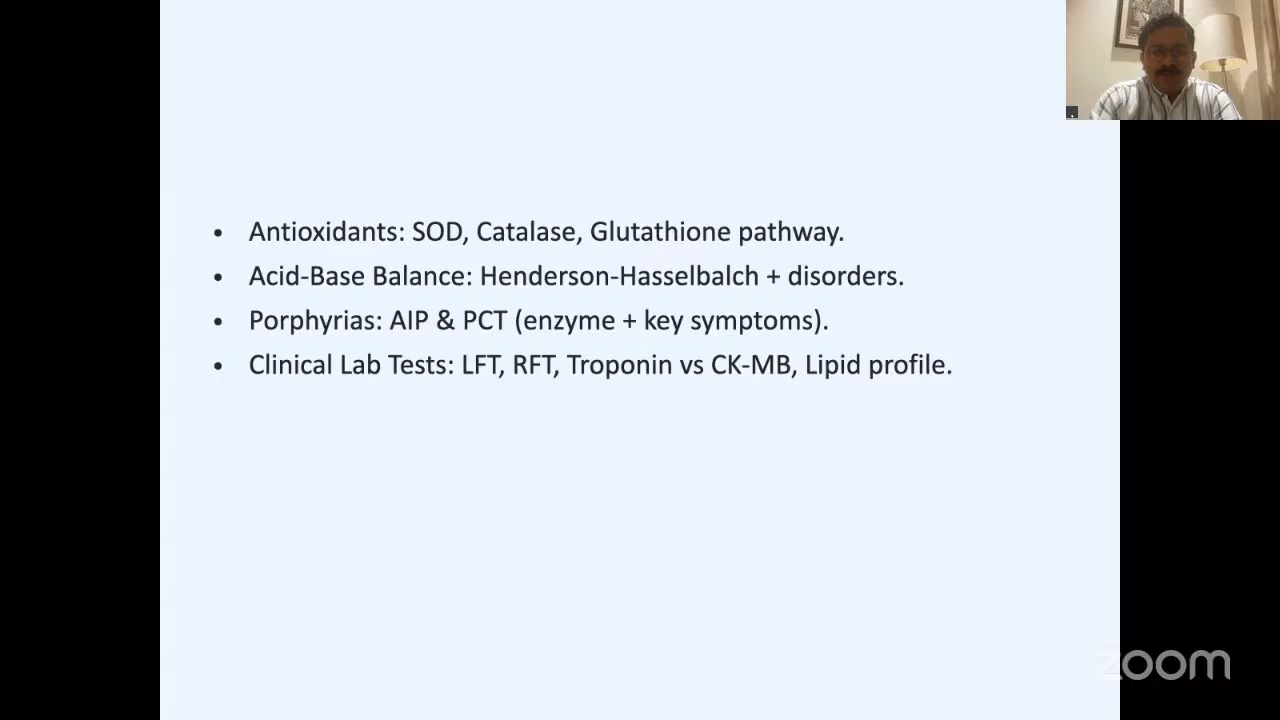 • Antioxidants: SOD, Catalase, Glutathione pathway.
• Acid-Base Balance: Henderson-Hasselbalch + disorders.
• Porphyrias: AIP & PCT (enzyme + key symptoms).
• Clinical Lab Tests: LFT, RFT, Troponin vs CK-MB, Lipid profile.
zoom